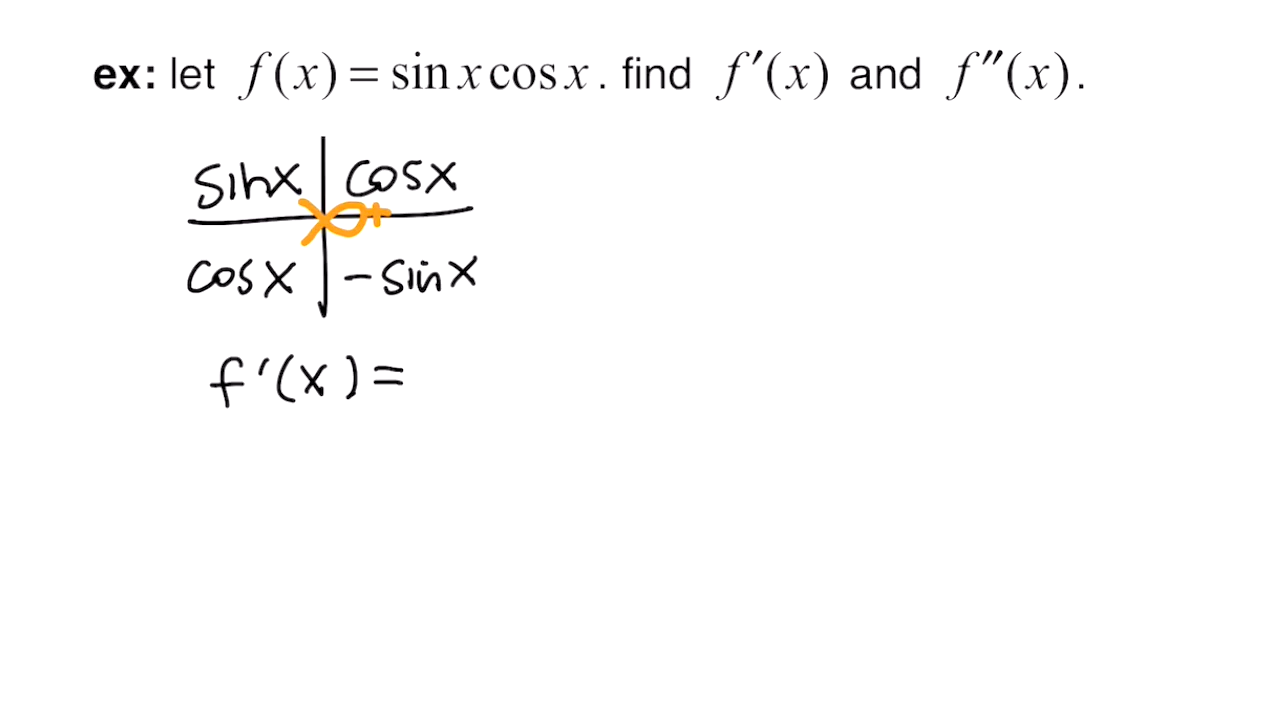 ex: let f(x) = sin x cos x. find f′(x) and f″(x).
sinx | cosx
+
cosx | -sinx
f'(x) =